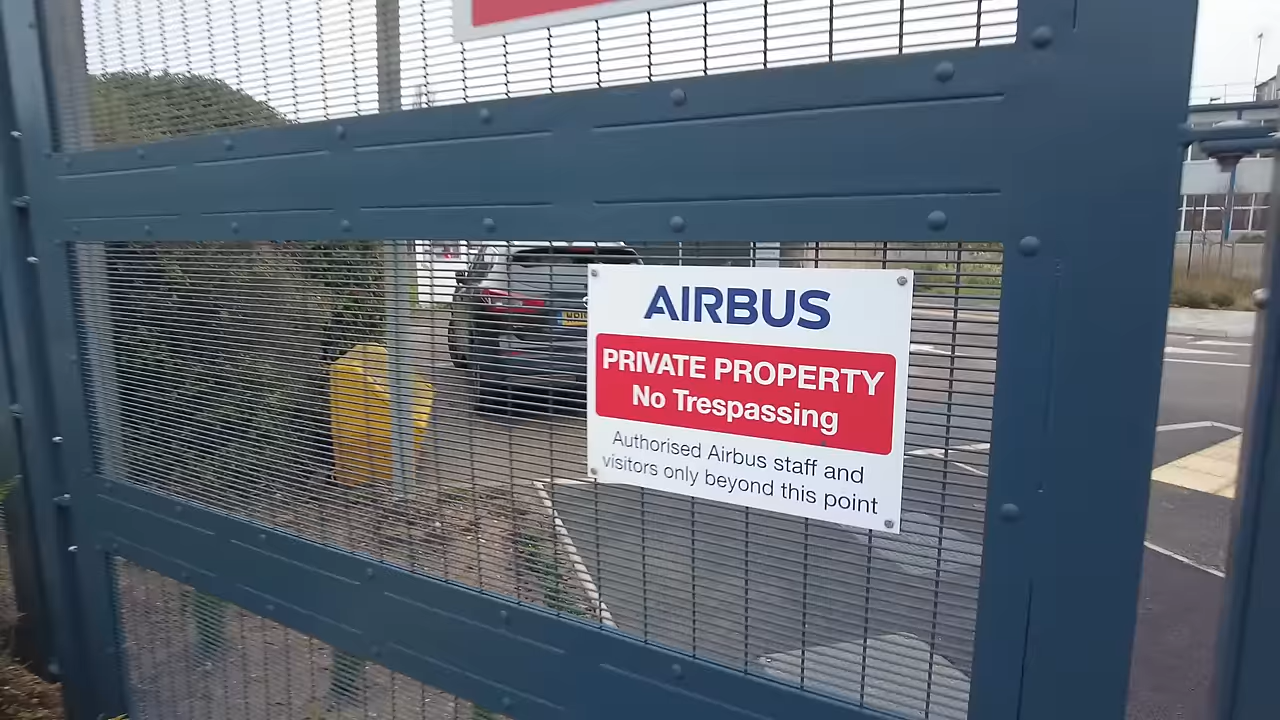 AIRBUS
PRIVATE PROPERTY
No Trespassing
Authorised Airbus staff and
visitors only beyond this point